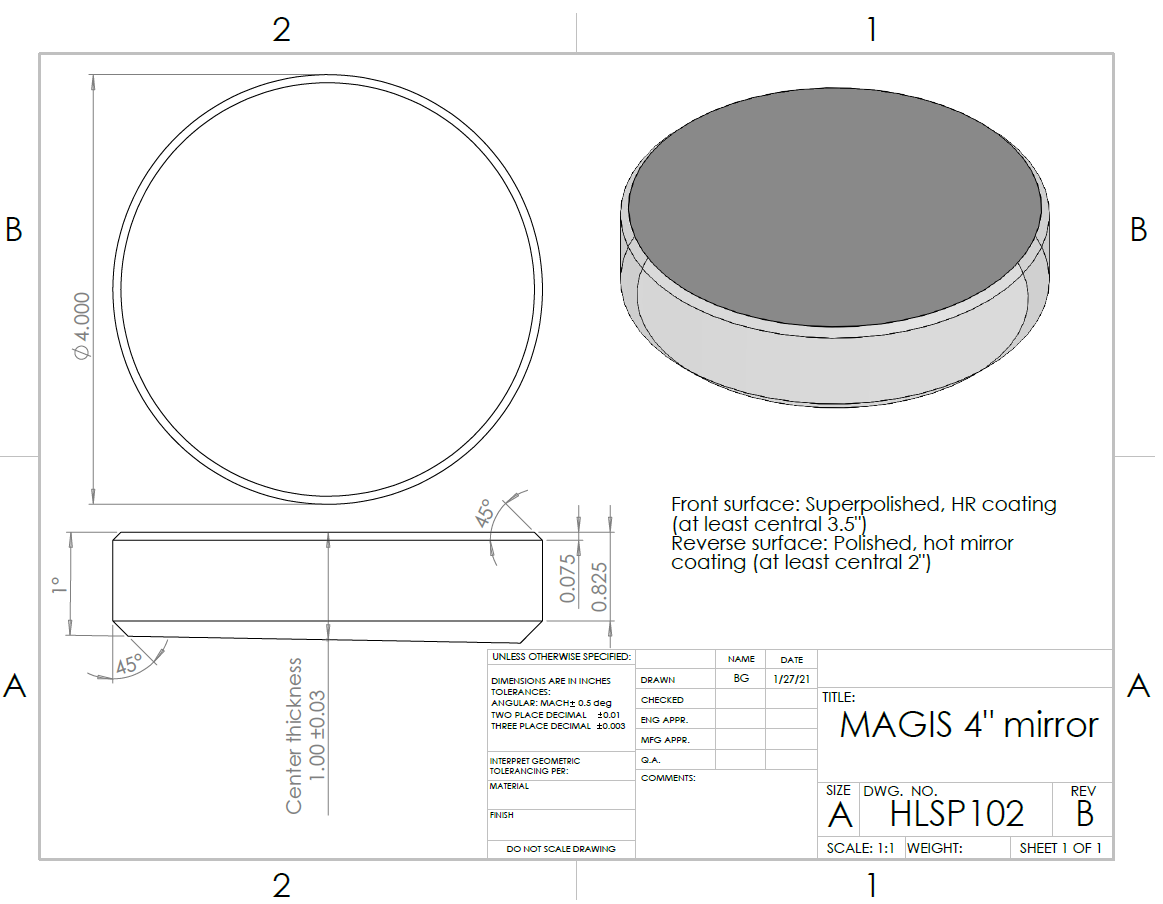 2
1
B
B
⌀4.000
Front surface: Superpolished, HR coating
(at least central 3.5")
Reverse surface: Polished, hot mirror
coating (at least central 2")
45°
0.075
0.825
1°
45°
Center thickness
1.00 ±0.03
A
A
UNLESS OTHERWISE SPECIFIED:
DIMENSIONS ARE IN INCHES
TOLERANCES:
ANGULAR: MACH± 0.5 deg
TWO PLACE DECIMAL ±0.01
THREE PLACE DECIMAL ±0.003
INTERPRET GEOMETRIC
TOLERANCING PER:
MATERIAL
FINISH
DO NOT SCALE DRAWING
NAME DATE
DRAWN BG 1/27/21
CHECKED
ENG APPR.
MFG APPR.
Q.A.
COMMENTS:
TITLE:
MAGIS 4" mirror
SIZE DWG. NO. REV
A HLSP102 B
SCALE: 1:1 WEIGHT: SHEET 1 OF 1
2
1